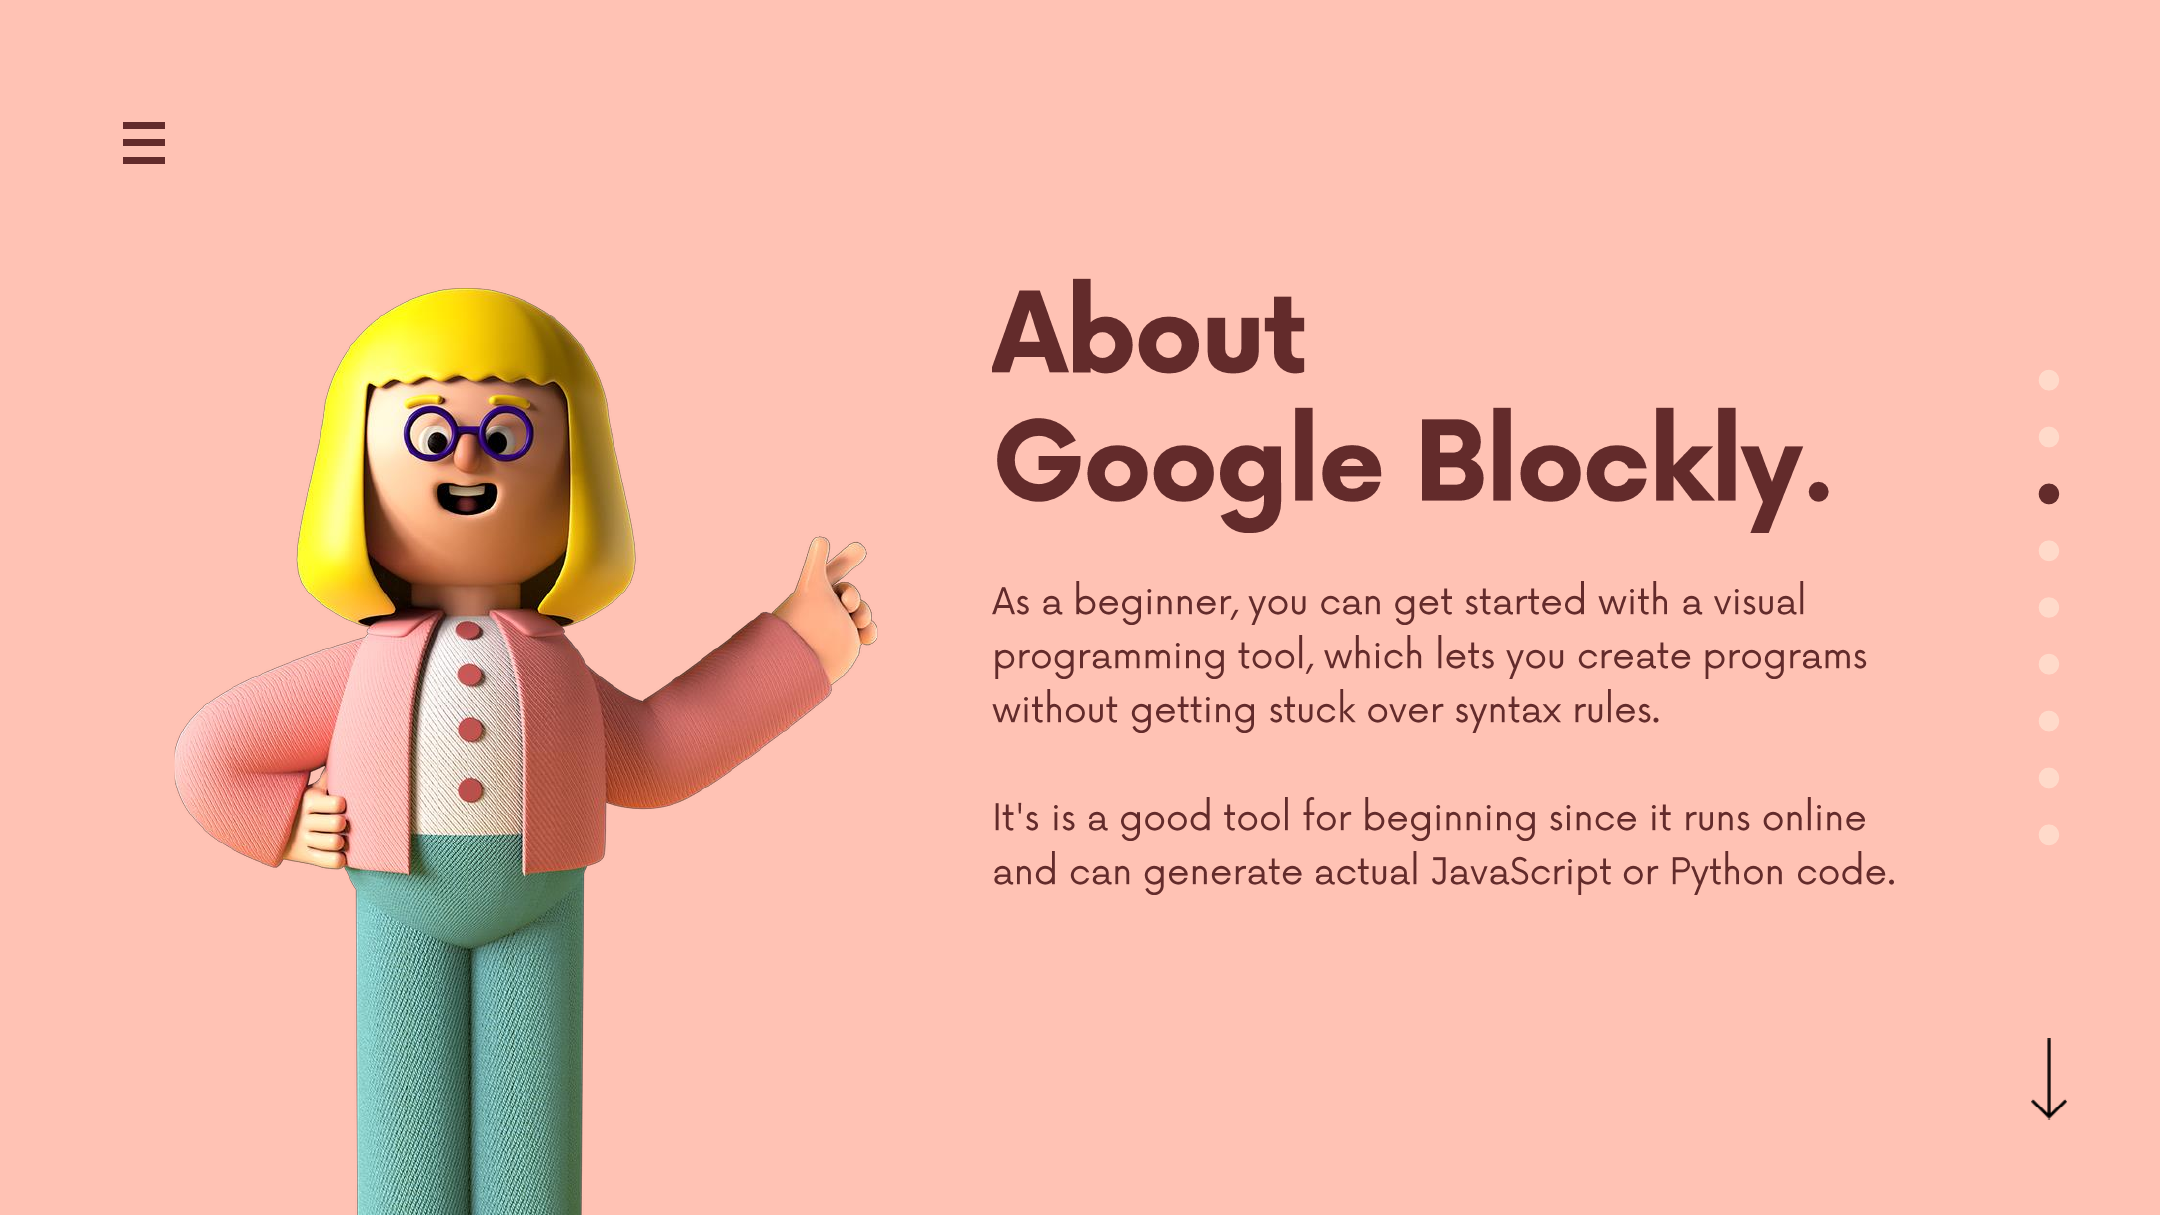 About
Google Blockly.
As a beginner, you can get started with a visual
programming tool, which lets you create programs
without getting stuck over syntax rules.
It's is a good tool for beginning since it runs online
and can generate actual JavaScript or Python code.